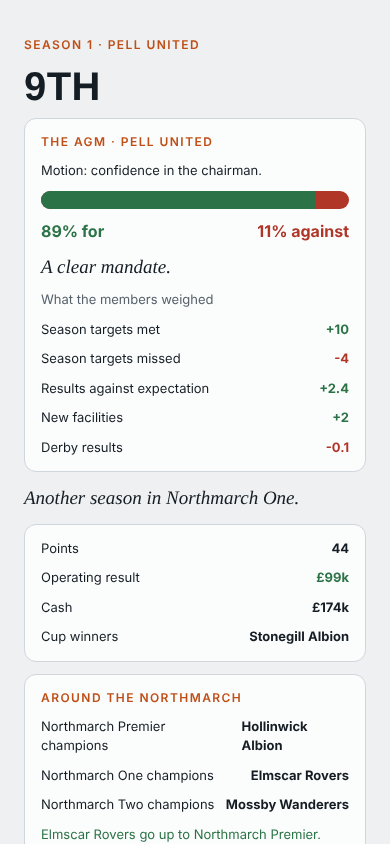 SEASON 1 · PELL UNITED
9TH
THE AGM · PELL UNITED
Motion: confidence in the chairman.
89% for 11% against
A clear mandate.
What the members weighed
Season targets met +10
Season targets missed -4
Results against expectation +2.4
New facilities +2
Derby results -0.1
Another season in Northmarch One.
Points 44
Operating result £99k
Cash £174k
Cup winners Stonegill Albion
AROUND THE NORTHMARCH
Northmarch Premier Hollinwick
champions Albion
Northmarch One champions Elmscar Rovers
Northmarch Two champions Mossby Wanderers
Elmscar Rovers go up to Northmarch Premier.